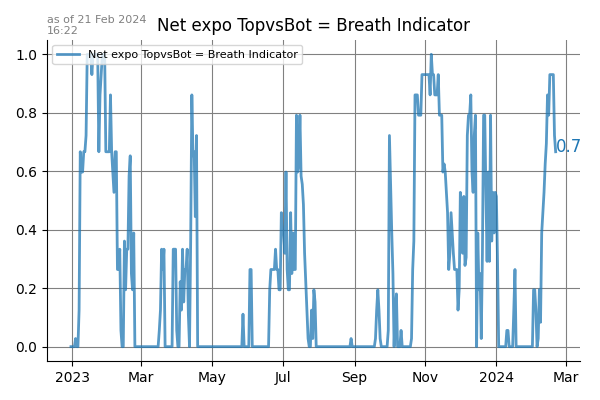 as of 21 Feb 2024
16:22
Net expo TopvsBot = Breath Indicator
Net expo TopvsBot = Breath Indicator
1.0
0.8
0.6
0.4
0.2
0.0
0.7
2023 Mar May Jul Sep Nov 2024 Mar